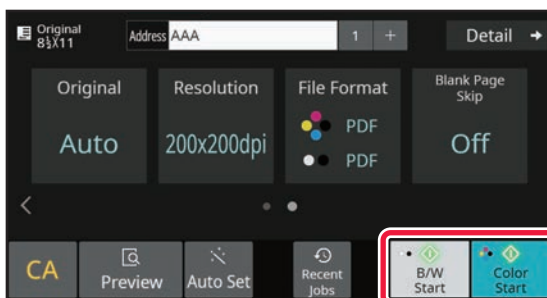 Original
8½X11
Address AAA 1 + Detail
Original
Auto
Resolution
200x200dpi
File Format
PDF
PDF
Blank Page
Skip
Off
CA
Preview
Auto Set
Recent
Jobs
B/W
Start
Color
Start